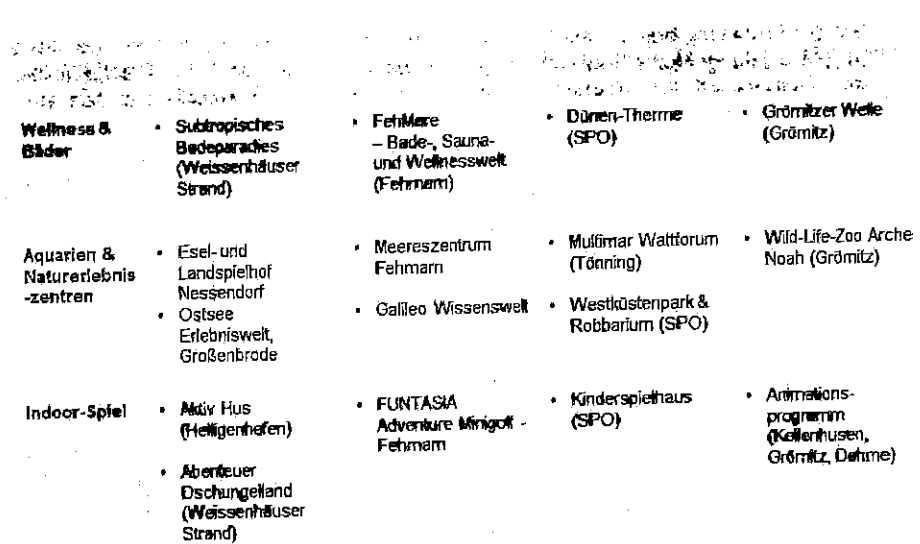 Wellness &
Bäder
• Subtropisches
Badeparadies
(Weissenhäuser
Strand)
• FehMare
– Bade-, Sauna-
und Wellnesswelt
(Fehmarn)
• Dünen-Therme
(SPO)
• Grömitzer Welle
(Grömitz)
Aquarien &
Naturerlebnis
-zentren
• Esel- und
Landspielhof
Nessendorf
• Ostsee
Erlebniswelt,
Großenbrode
• Meereszentrum
Fehmarn
• Galileo Wissenswelt
• Multimar Wattforum
(Tönning)
• Westküstenpark &
Robbarium (SPO)
• Wild-Life-Zoo Arche
Noah (Grömitz)
Indoor-Spiel
• Aktiv Hus
(Heiligenhafen)
• Abenteuer
Dschungelland
(Weissenhäuser
Strand)
• FUNTASIA
Adventure Minigolf -
Fehmarn
• Kinderspielhaus
(SPO)
• Animations-
programm
(Kellenhusen,
Grömitz, Dahme)